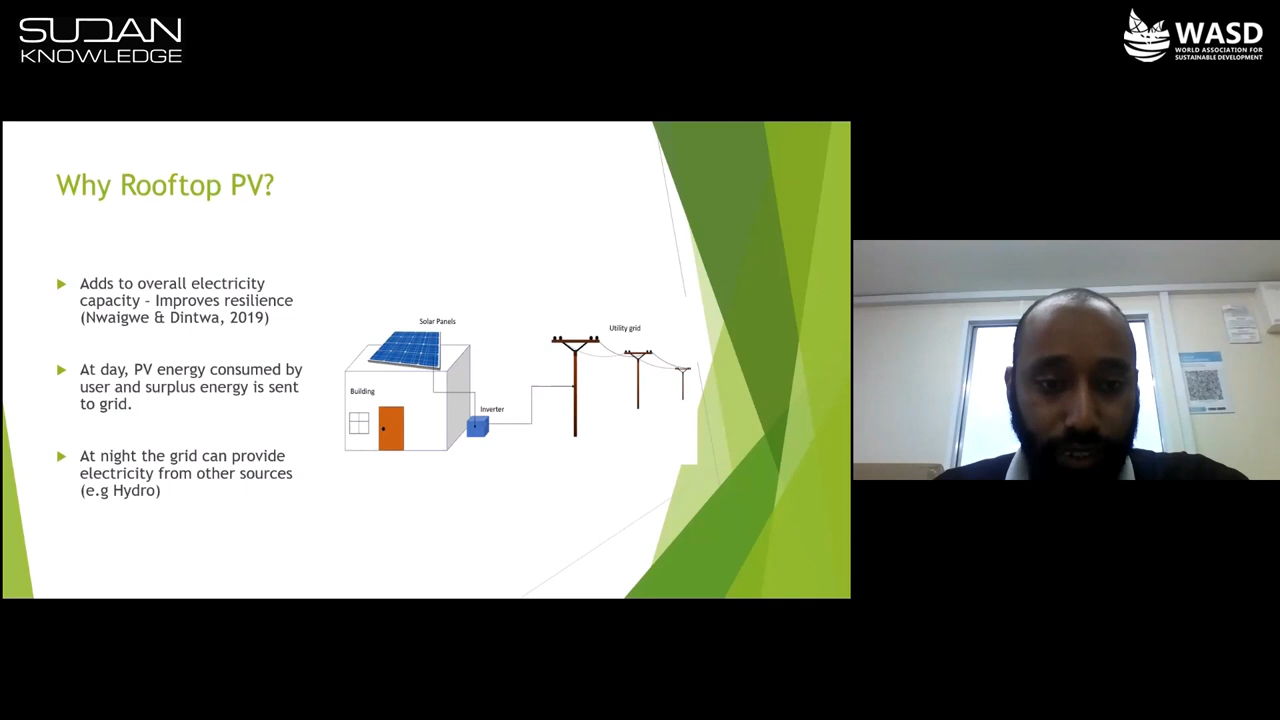 SUDAN
KNOWLEDGE
WASD
WORLD ASSOCIATION FOR
SUSTAINABLE DEVELOPMENT
Why Rooftop PV?
Adds to overall electricity
capacity – Improves resilience
(Nwaigwe & Dintwa, 2019)
At day, PV energy consumed by
user and surplus energy is sent
to grid.
At night the grid can provide
electricity from other sources
(e.g Hydro)
Solar Panels
Building
Inverter
Utility grid